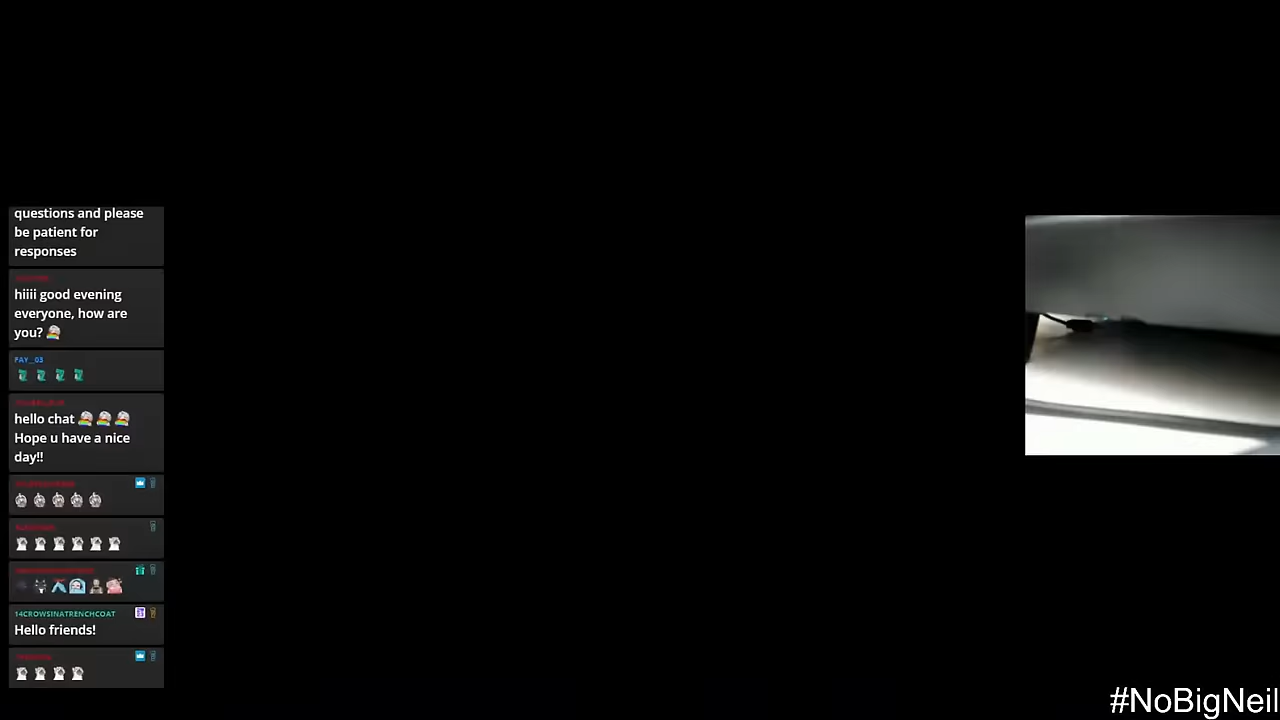 questions and please
be patient for
responses
hiiii good evening
everyone, how are
you?
FAY_03
hello chat
Hope u have a nice
day!!
14CROWSINATRENCHCOAT
Hello friends!
#NoBigNeil